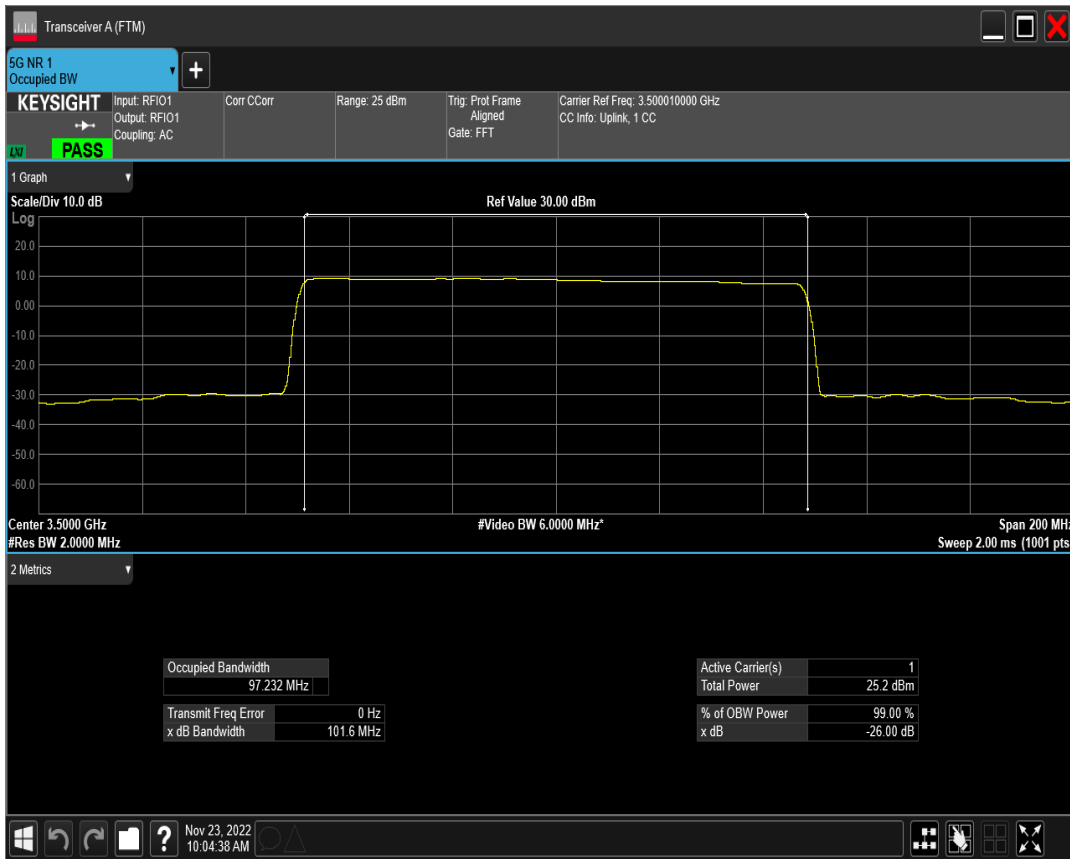 Transceiver A (FTM)
5G NR 1
Occupied BW
+
KEYSIGHT
LXI
PASS
Input: RFIO1
Output: RFIO1
Coupling: AC
Corr CCorr
Range: 25 dBm
Trig: Prot Frame
Aligned
Gate: FFT
Carrier Ref Freq: 3.500010000 GHz
CC Info: Uplink, 1 CC
1 Graph
Scale/Div 10.0 dB
Ref Value 30.00 dBm
Log
20.0
10.0
0.00
-10.0
-20.0
-30.0
-40.0
-50.0
-60.0
Center 3.5000 GHz
#Video BW 6.0000 MHz*
Span 200 MHz
#Res BW 2.0000 MHz
Sweep 2.00 ms (1001 pts
2 Metrics
Occupied Bandwidth
97.232 MHz
Transmit Freq Error 0 Hz
x dB Bandwidth 101.6 MHz
Active Carrier(s) 1
Total Power 25.2 dBm
% of OBW Power 99.00 %
x dB -26.00 dB
?
Nov 23, 2022
10:04:38 AM